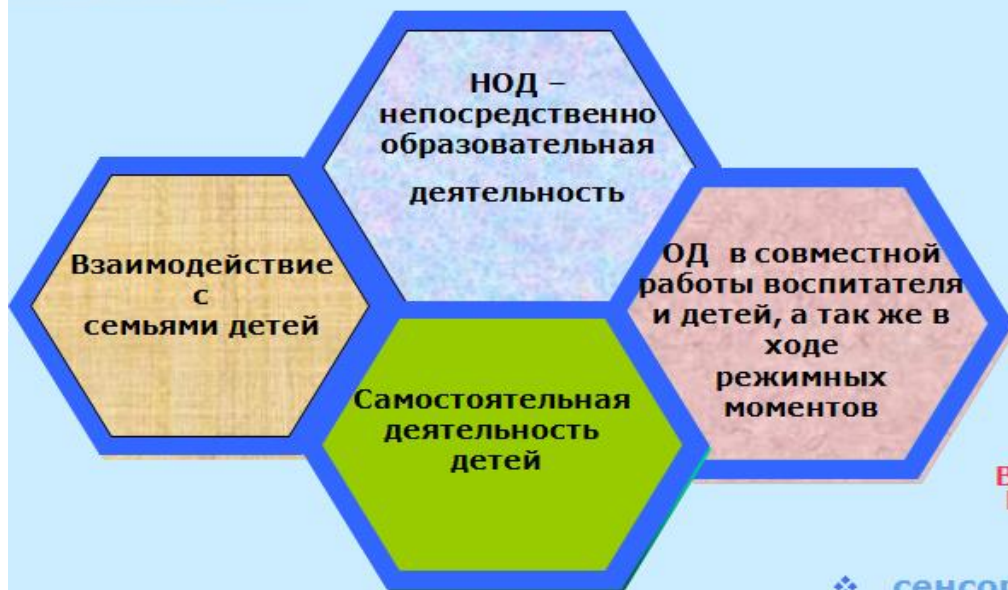 НОД –
непосредственно
образовательная
деятельность
Взаимодействие
с
семьями детей
ОД в совместной
работы воспитателя
и детей, а так же в
ходе
режимных
моментов
Самостоятельная
деятельность
детей